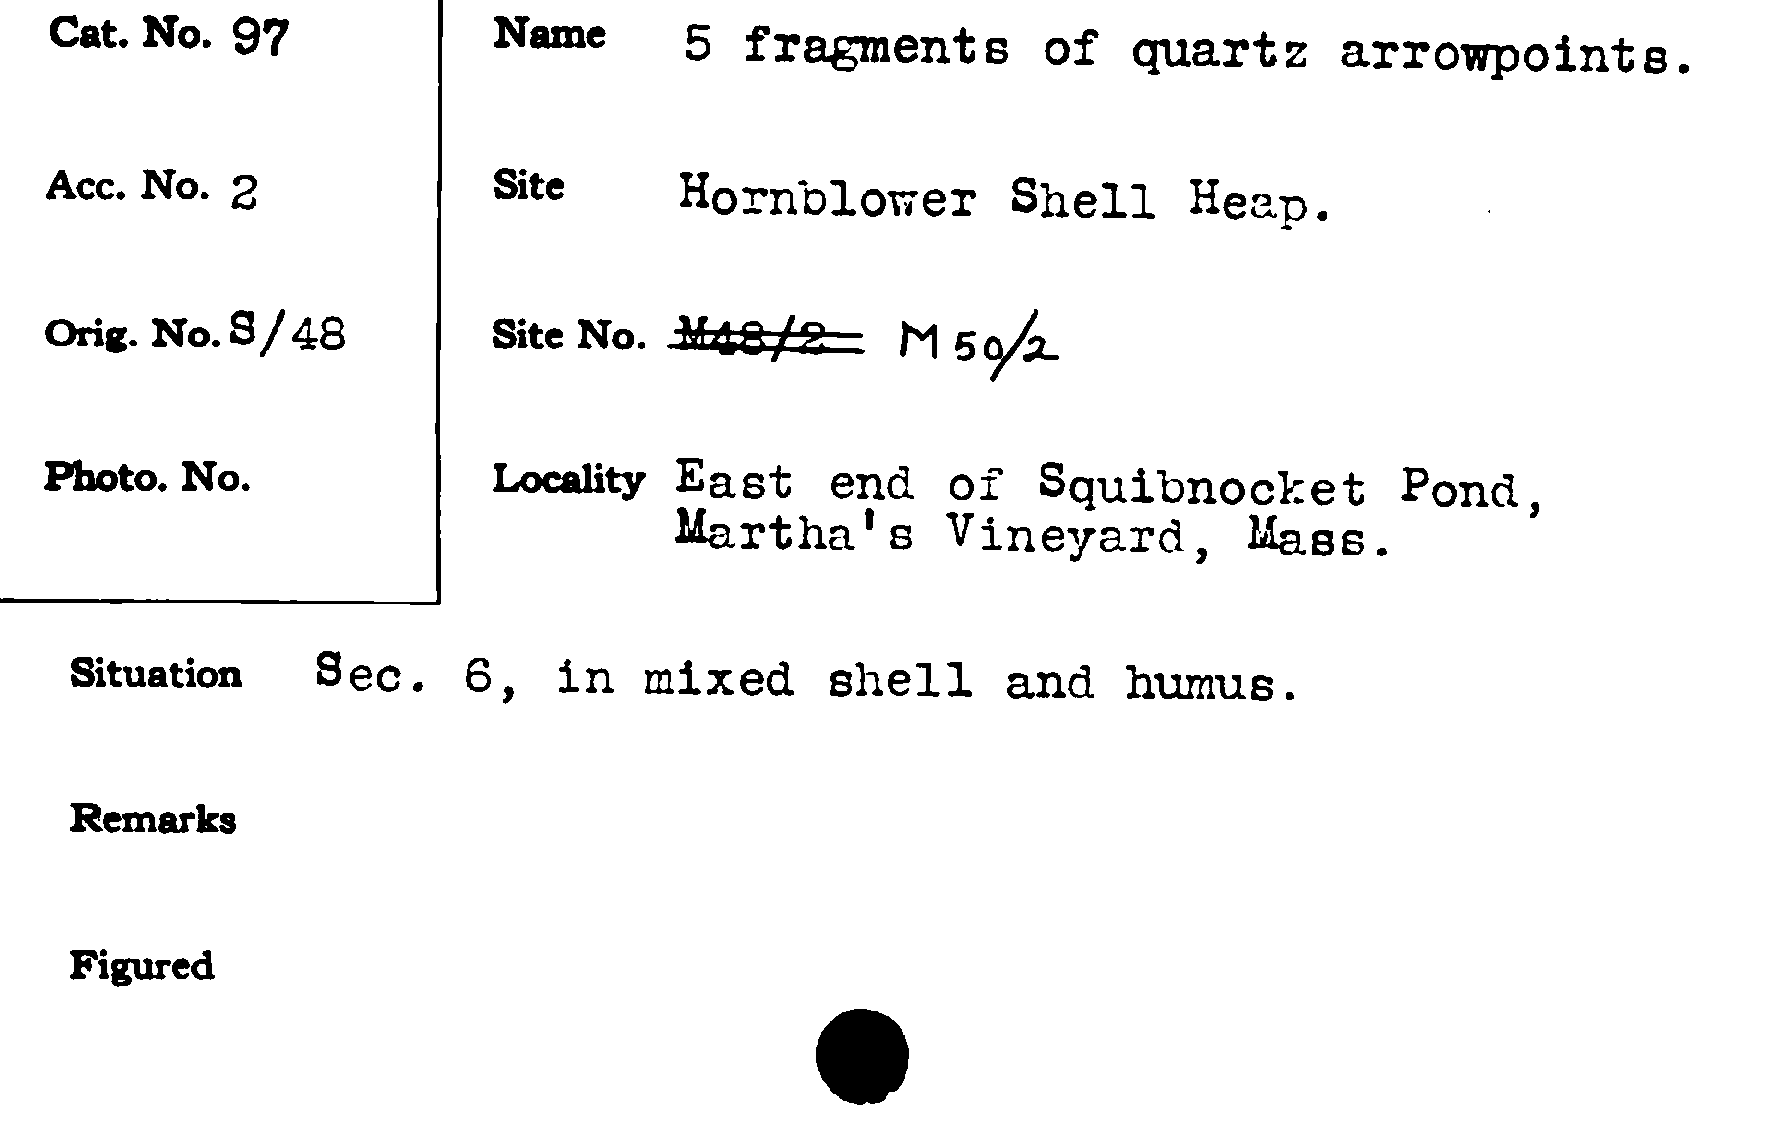 Cat. No. 97
Name 5 fragments of quartz arrowpoints.
Acc. No. 2
Site Hornblower Shell Heap.
Orig. No. S/48
Site No. M48/2 M 50/2
Photo. No.
Locality East end of Squibnocket Pond,
Martha's Vineyard, Mass.
Situation Sec. 6, in mixed shell and humus.
Remarks
Figured